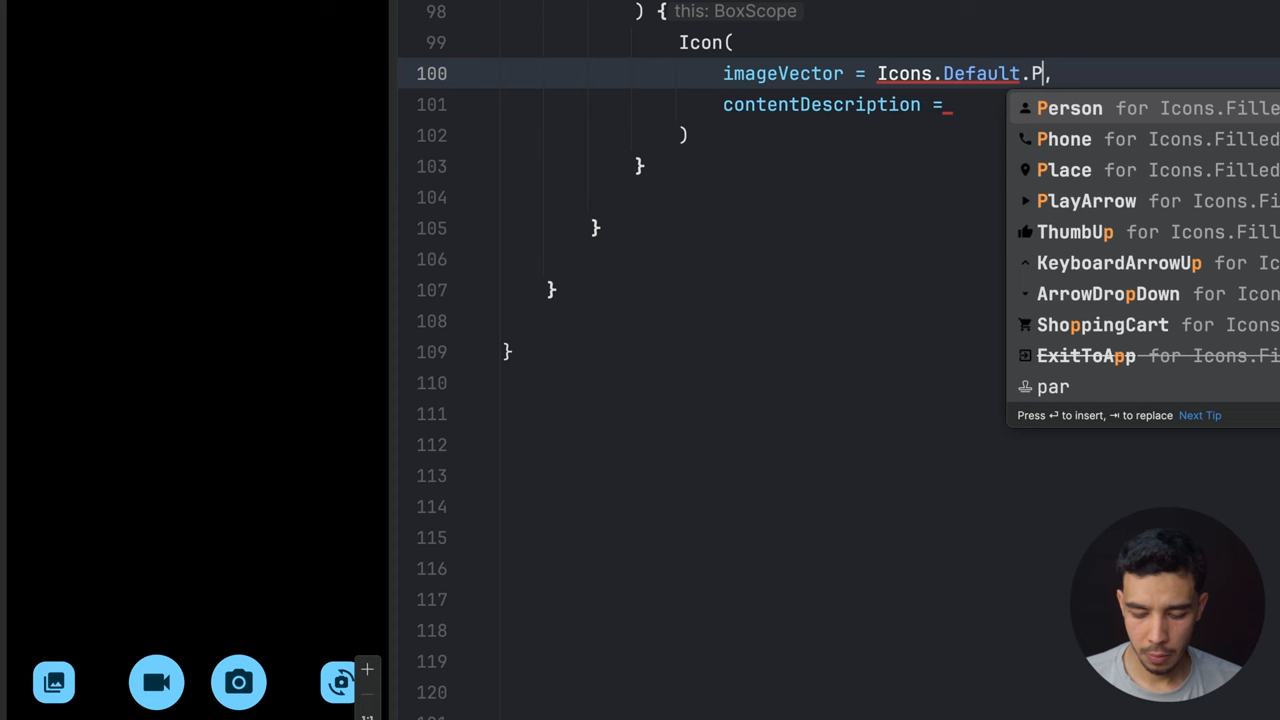 98 ) { this: BoxScope
99 Icon(
100 imageVector = Icons.Default.P,
101 contentDescription =
102 )
103 }
104
105 }
106
107 }
108
109 }
110
111
112
113
114
115
116
117
118
119
120
Person for Icons.Fille
Phone for Icons.Filled
Place for Icons.Filled
PlayArrow for Icons.Fi
ThumbUp for Icons.Fill
KeyboardArrowUp for Ic
ArrowDropDown for Icon
ShoppingCart for Icons
ExitToApp for Icons.Fi
par
Press ⏎ to insert, ⇥ to replace Next Tip